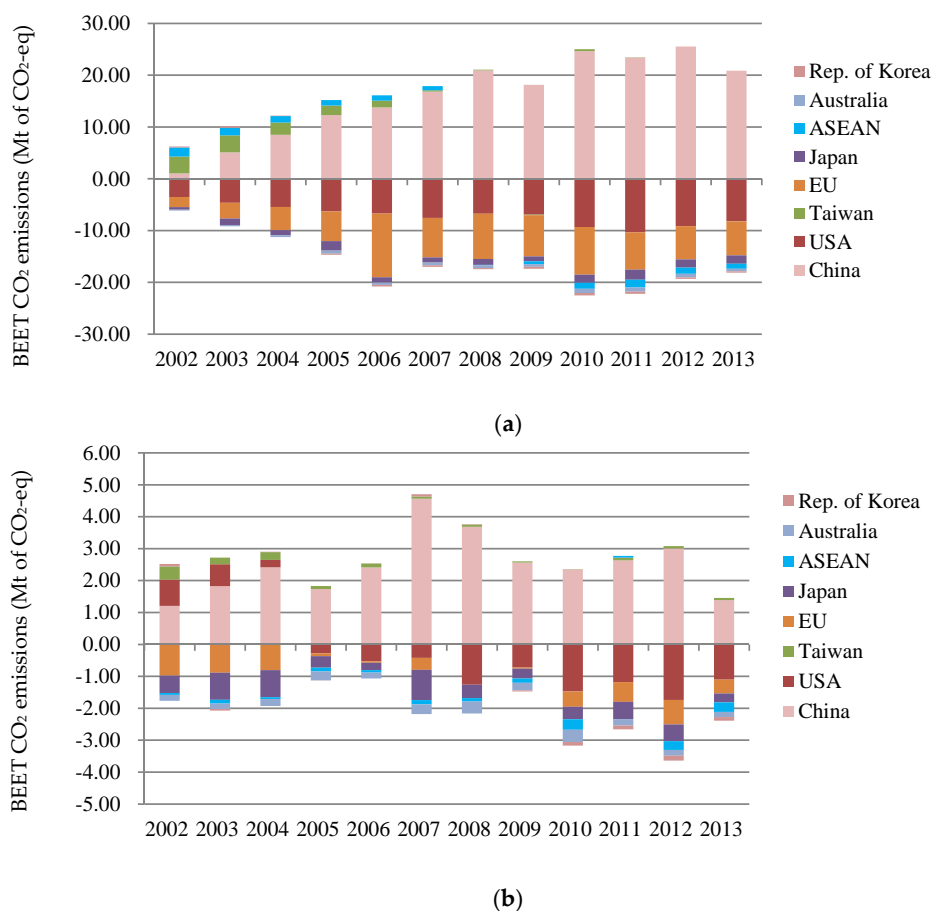 BEET CO₂ emissions (Mt of CO₂-eq)
30.00
20.00
10.00
0.00
-10.00
-20.00
-30.00
2002 2003 2004 2005 2006 2007 2008 2009 2010 2011 2012 2013
Rep. of Korea
Australia
ASEAN
Japan
EU
Taiwan
USA
China
(a)
BEET CO₂ emissions (Mt of CO₂-eq)
6.00
5.00
4.00
3.00
2.00
1.00
0.00
-1.00
-2.00
-3.00
-4.00
-5.00
2002 2003 2004 2005 2006 2007 2008 2009 2010 2011 2012 2013
Rep. of Korea
Australia
ASEAN
Japan
EU
Taiwan
USA
China
(b)